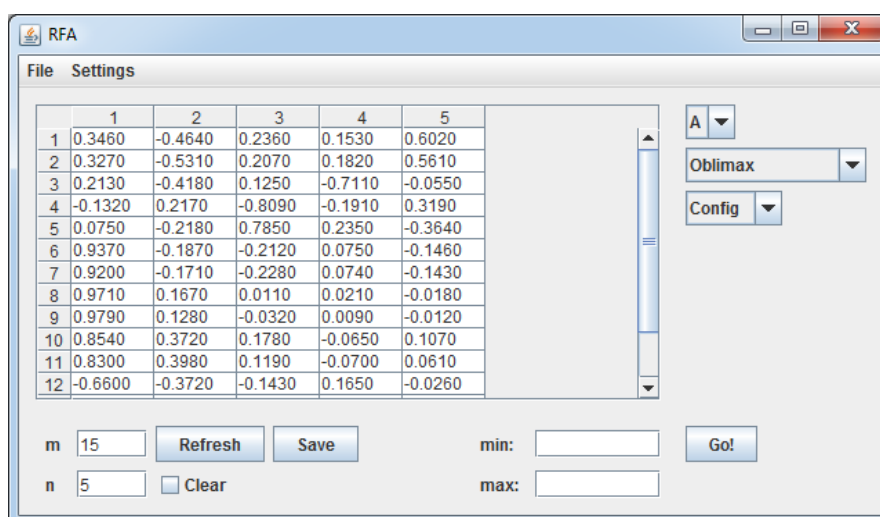 RFA
File Settings
1 2 3 4 5
1 0.3460 -0.4640 0.2360 0.1530 0.6020
2 0.3270 -0.5310 0.2070 0.1820 0.5610
3 0.2130 -0.4180 0.1250 -0.7110 -0.0550
4 -0.1320 0.2170 -0.8090 -0.1910 0.3190
5 0.0750 -0.2180 0.7850 0.2350 -0.3640
6 0.9370 -0.1870 -0.2120 0.0750 -0.1460
7 0.9200 -0.1710 -0.2280 0.0740 -0.1430
8 0.9710 0.1670 0.0110 0.0210 -0.0180
9 0.9790 0.1280 -0.0320 0.0090 -0.0120
10 0.8540 0.3720 0.1780 -0.0650 0.1070
11 0.8300 0.3980 0.1190 -0.0700 0.0610
12 -0.6600 -0.3720 -0.1430 0.1650 -0.0260
A
Oblimax
Config
m 15 Refresh Save min: Go!
n 5 Clear max: